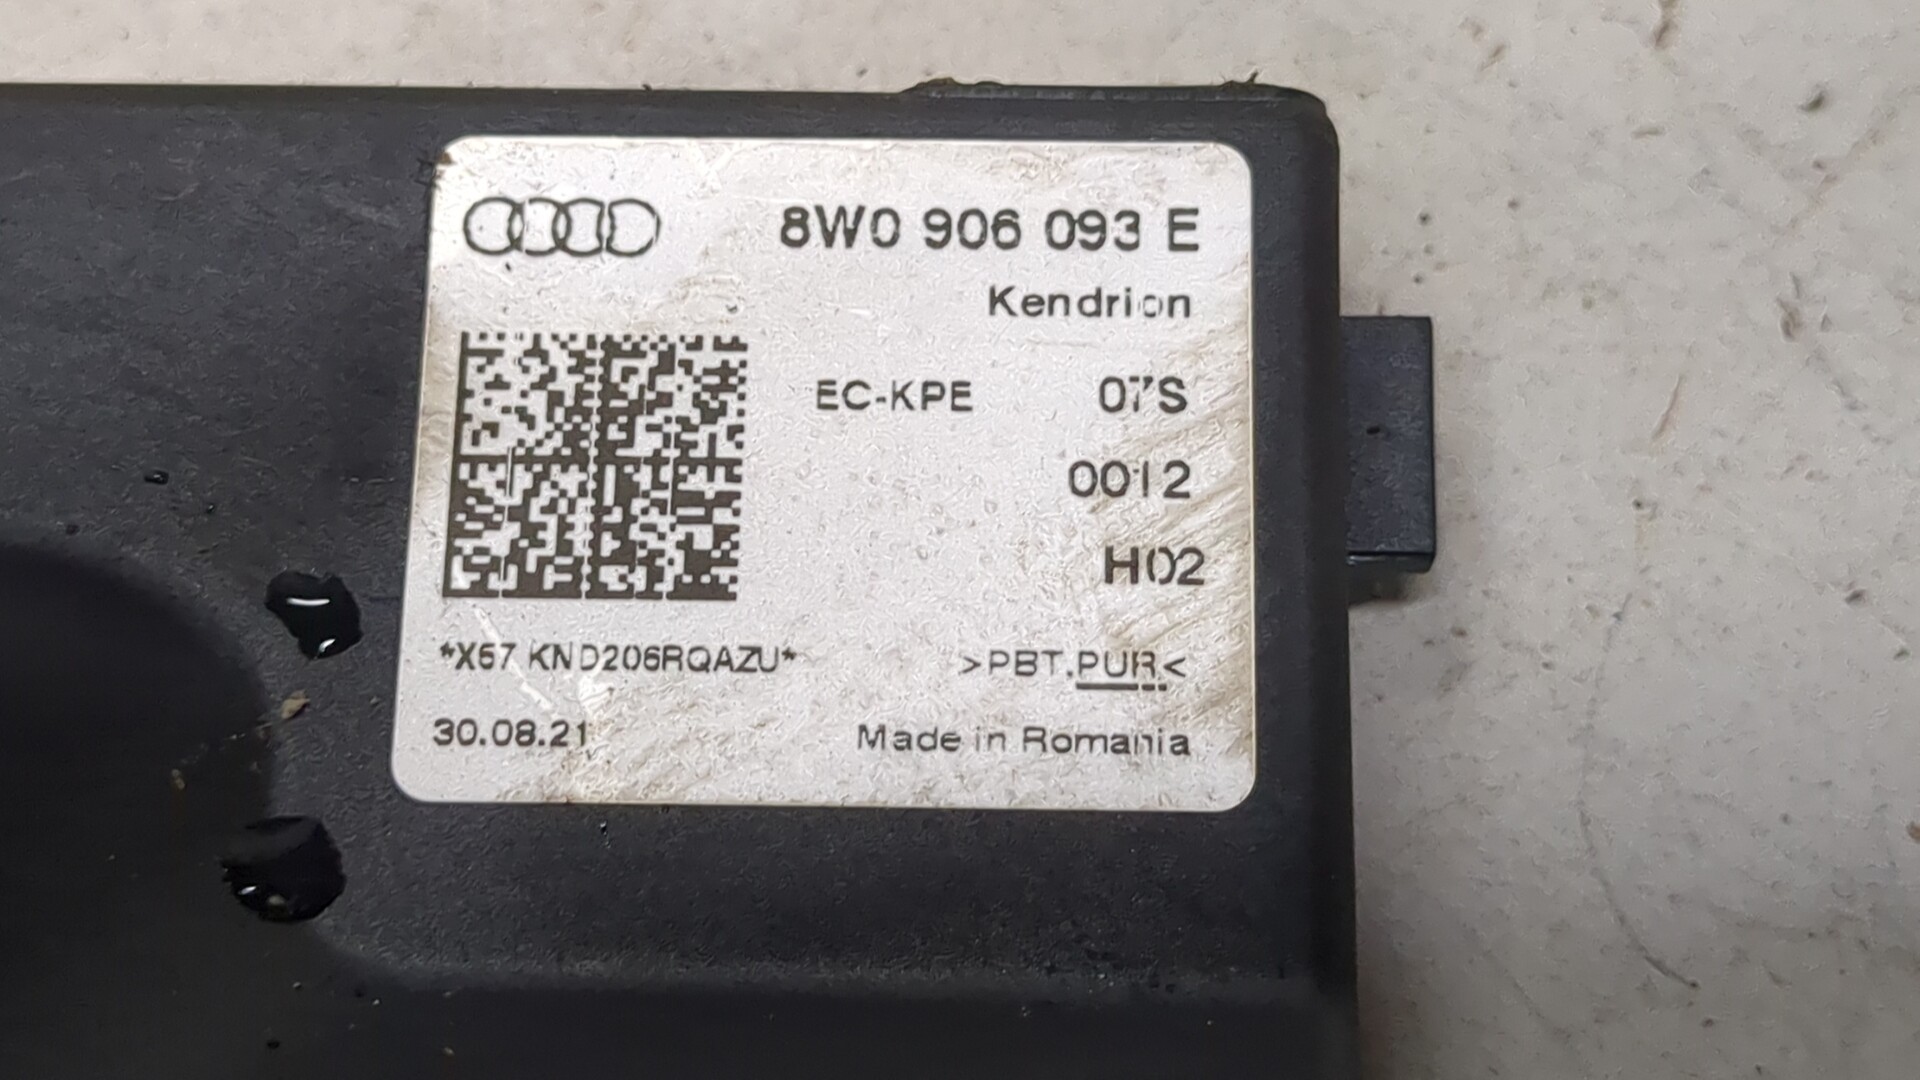 8W0 906 093 E
Kendrion
EC-KPE 07S
0012
H02
*X67 KND206RQAZU*
>PBT.PUR<
30.08.21
Made in Romania